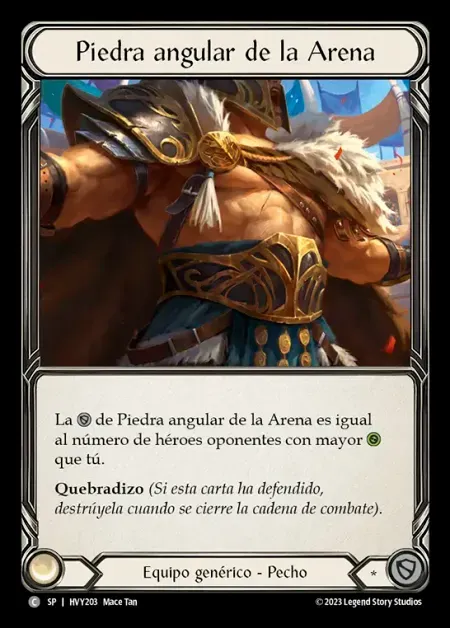 Piedra angular de la Arena
La de Piedra angular de la Arena es igual
al número de héroes oponentes con mayor
que tú.
Quebradizo (Si esta carta ha defendido,
destrúyela cuando se cierre la cadena de combate).
Equipo genérico - Pecho
*
C SP | HVY203 Mace Tan
© 2023 Legend Story Studios